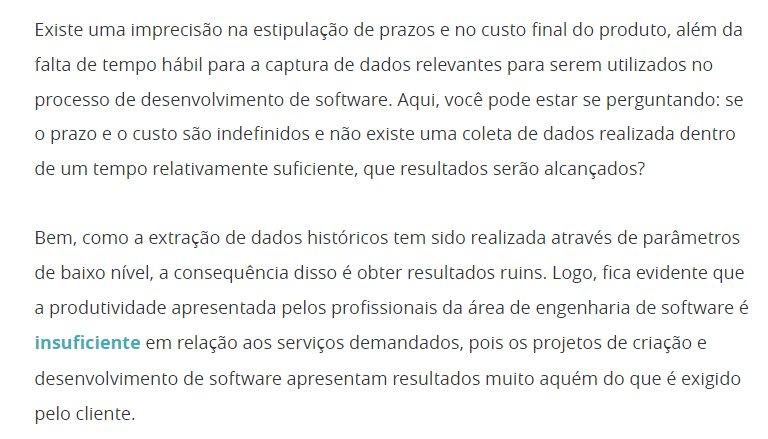 Existe uma imprecisão na estipulação de prazos e no custo final do produto, além da
falta de tempo hábil para a captura de dados relevantes para serem utilizados no
processo de desenvolvimento de software. Aqui, você pode estar se perguntando: se
o prazo e o custo são indefinidos e não existe uma coleta de dados realizada dentro
de um tempo relativamente suficiente, que resultados serão alcançados?
Bem, como a extração de dados históricos tem sido realizada através de parâmetros
de baixo nível, a consequência disso é obter resultados ruins. Logo, fica evidente que
a produtividade apresentada pelos profissionais da área de engenharia de software é
insuficiente em relação aos serviços demandados, pois os projetos de criação e
desenvolvimento de software apresentam resultados muito aquém do que é exigido
pelo cliente.